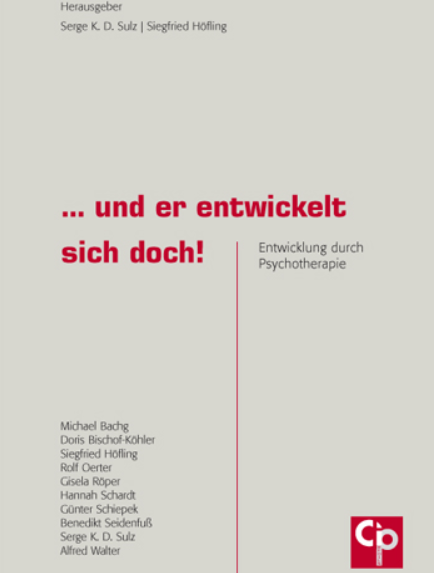 Herausgeber
Serge K. D. Sulz | Siegfried Höfling
... und er entwickelt
sich doch!
Entwicklung durch
Psychotherapie
Michael Bachg
Doris Bischof-Köhler
Siegfried Höfling
Rolf Oerter
Gisela Röper
Hannah Schardt
Günter Schiepek
Benedikt Seidenfuß
Serge K. D. Sulz
Alfred Walter
Cip